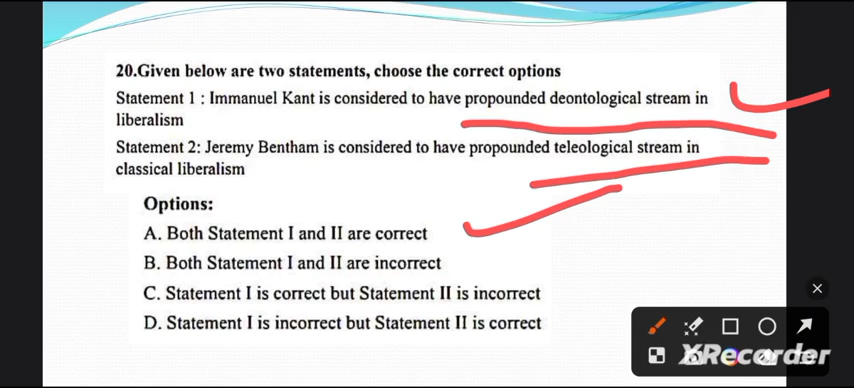 20.Given below are two statements, choose the correct options
Statement 1 : Immanuel Kant is considered to have propounded deontological stream in
liberalism
Statement 2: Jeremy Bentham is considered to have propounded teleological stream in
classical liberalism
Options:
A. Both Statement I and II are correct
B. Both Statement I and II are incorrect
C. Statement I is correct but Statement II is incorrect
D. Statement I is incorrect but Statement II is correct
XRecorder